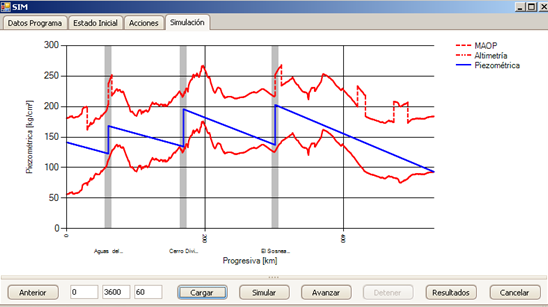 SIM
Datos Programa Estado Inicial Acciones Simulación
300
250
200
150
100
50
0
Piezométrica [kg/cm²]
MAOP
Altimetría
Piezométrica
0 200 400
Aguas del... Cerro Divi... El Sosnea...
Progresiva [km]
Anterior 0 3600 60 Cargar Simular Avanzar Detener Resultados Cancelar